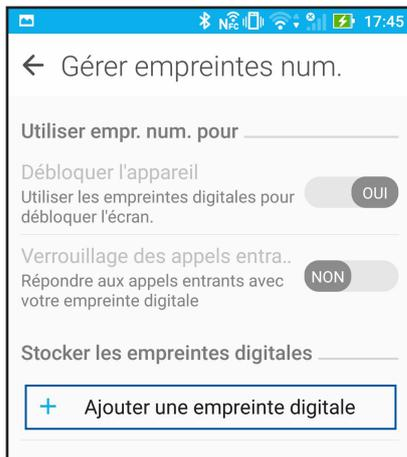 NFC 17:45
Gérer empreintes num.
Utiliser empr. num. pour
Débloquer l'appareil
Utiliser les empreintes digitales pour
débloquer l'écran.
OUI
Verrouillage des appels entra..
Répondre aux appels entrants avec
votre empreinte digitale
NON
Stocker les empreintes digitales
+ Ajouter une empreinte digitale